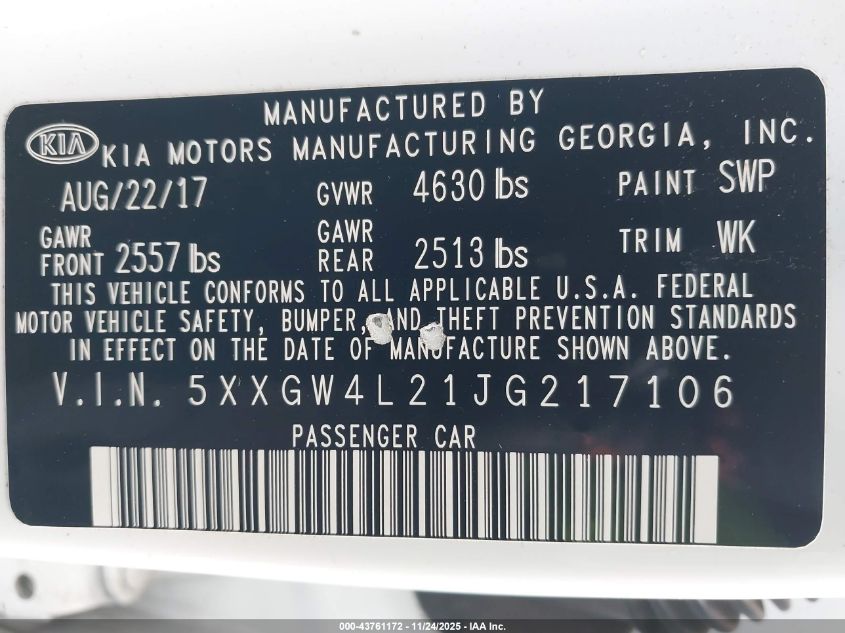 MANUFACTURED BY
KIA KIA MOTORS MANUFACTURING GEORGIA, INC.
AUG/22/17 GVWR 4630 lbs PAINT SWP
GAWR FRONT 2557 lbs GAWR REAR 2513 lbs TRIM WK
THIS VEHICLE CONFORMS TO ALL APPLICABLE U.S.A. FEDERAL
MOTOR VEHICLE SAFETY, BUMPER, AND THEFT PREVENTION STANDARDS
IN EFFECT ON THE DATE OF MANUFACTURE SHOWN ABOVE.
V.I.N. 5XXGW4L21JG217106
PASSENGER CAR
000-43761172 - 11/24/2025 - IAA Inc.